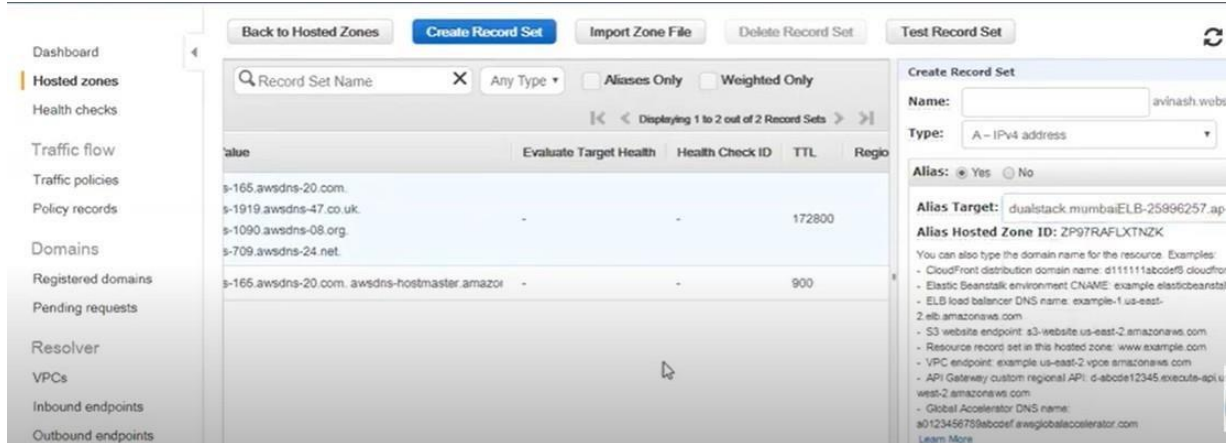 Back to Hosted Zones Create Record Set Import Zone File Delete Record Set Test Record Set
Dashboard
Hosted zones
Health checks
Traffic flow
Traffic policies
Policy records
Domains
Registered domains
Pending requests
Resolver
VPCs
Inbound endpoints
Outbound endpoints
Record Set Name X Any Type Aliases Only Weighted Only
Displaying 1 to 2 out of 2 Record Sets
alue Evaluate Target Health Health Check ID TTL Regio
s-165.awsdns-20.com.
s-1919.awsdns-47.co.uk.
s-1090.awsdns-08.org.
s-709.awsdns-24.net.
- - 172800
s-165.awsdns-20.com. awsdns-hostmaster.amazon - - 900
Create Record Set
Name: avinash.webs
Type: A – IPv4 address
Alias: Yes No
Alias Target: dualstack.mumbaiELB-25996257.ap-
Alias Hosted Zone ID: ZP97RAFLXTNZK
You can also type the domain name for the resource. Examples:
- CloudFront distribution domain name: d111111abcdef8.cloudfron
- Elastic Beanstalk environment CNAME: example.elasticbeanstal
- ELB load balancer DNS name: example-1.us-east-
2.elb.amazonaws.com
- S3 website endpoint: s3-website.us-east-2.amazonaws.com
- Resource record set in this hosted zone: www.example.com
- VPC endpoint: example.us-east-2.vpce.amazonaws.com
- API Gateway custom regional API: d-abcde12345.execute-api.u
west-2.amazonaws.com
- Global Accelerator DNS name:
a0123456789abcdef.awsglobalaccelerator.com
Learn More